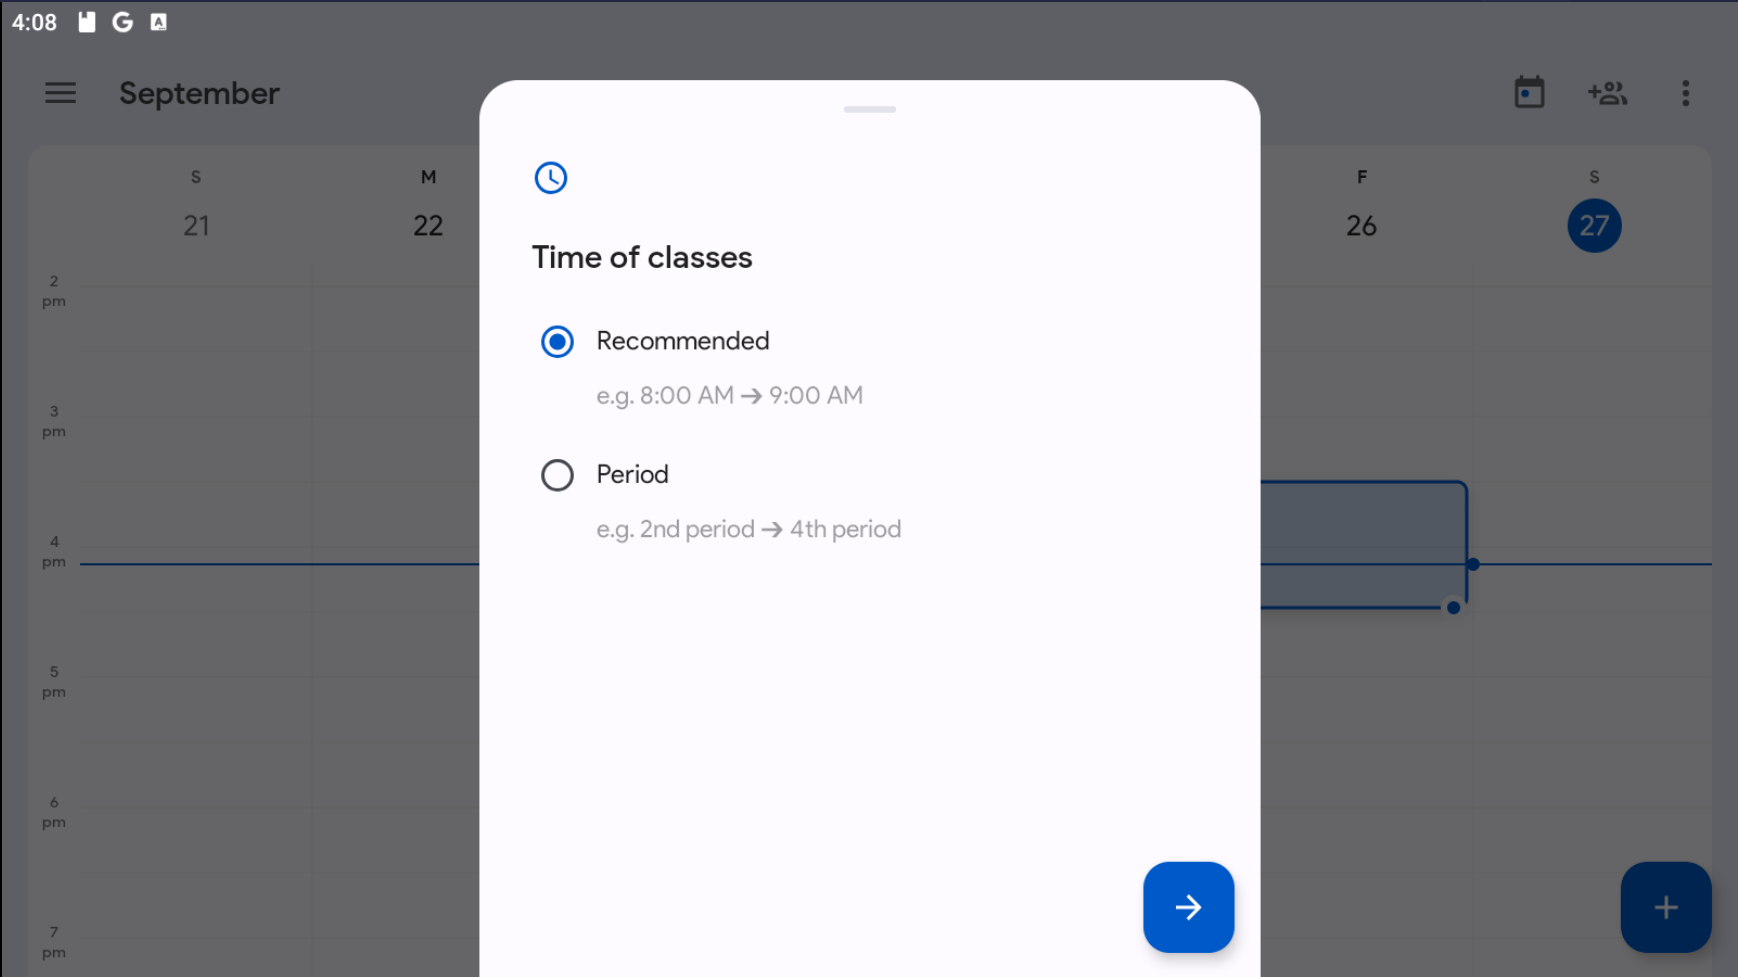 4:08
September
S
M
F
S
21
22
26
27
Time of classes
Recommended
e.g. 8:00 AM → 9:00 AM
Period
e.g. 2nd period → 4th period
2
pm
3
pm
4
pm
5
pm
6
pm
7
pm